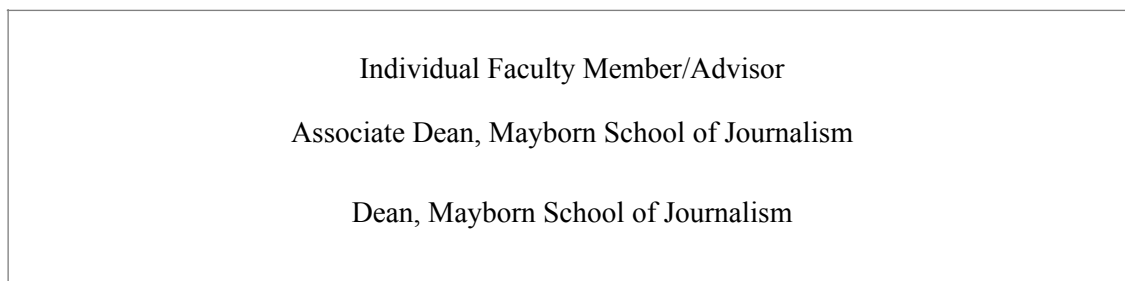 Individual Faculty Member/Advisor
Associate Dean, Mayborn School of Journalism
Dean, Mayborn School of Journalism